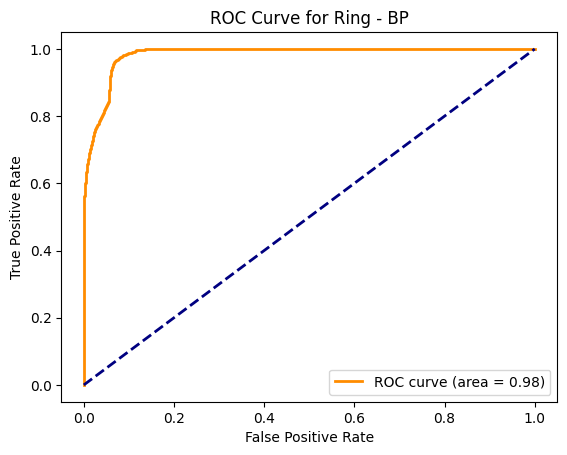 ROC Curve for Ring - BP
True Positive Rate
1.0
0.8
0.6
0.4
0.2
0.0
ROC curve (area = 0.98)
0.0 0.2 0.4 0.6 0.8 1.0
False Positive Rate